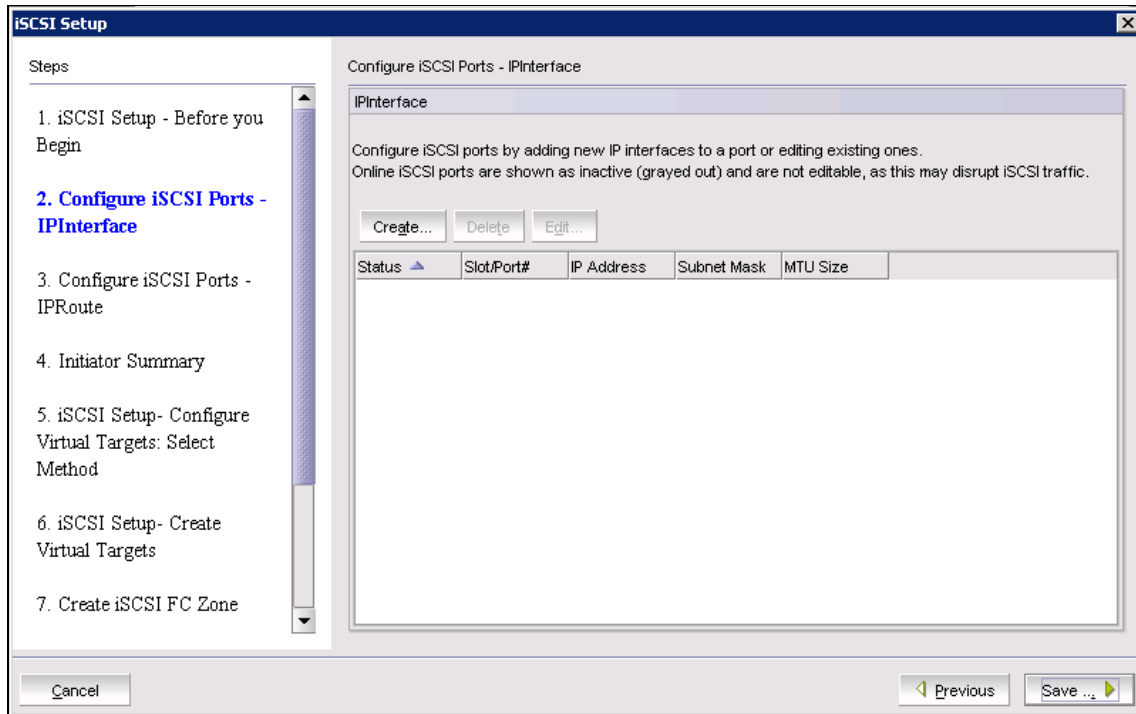 iSCSI Setup
Steps
1. iSCSI Setup - Before you
Begin
2. Configure iSCSI Ports -
IPInterface
3. Configure iSCSI Ports -
IPRoute
4. Initiator Summary
5. iSCSI Setup- Configure
Virtual Targets: Select
Method
6. iSCSI Setup- Create
Virtual Targets
7. Create iSCSI FC Zone
Configure iSCSI Ports - IPInterface
IPInterface
Configure iSCSI ports by adding new IP interfaces to a port or editing existing ones.
Online iSCSI ports are shown as inactive (grayed out) and are not editable, as this may disrupt iSCSI traffic.
Create... Delete Edit...
Status Slot/Port# IP Address Subnet Mask MTU Size
Cancel Previous Save ...